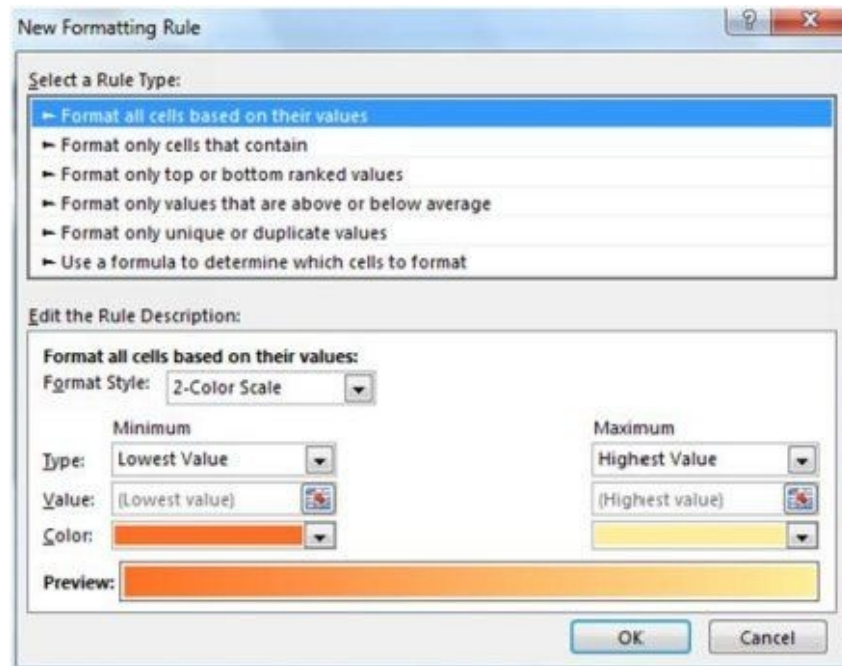 New Formatting Rule
Select a Rule Type:
► Format all cells based on their values
► Format only cells that contain
► Format only top or bottom ranked values
► Format only values that are above or below average
► Format only unique or duplicate values
► Use a formula to determine which cells to format
Edit the Rule Description:
Format all cells based on their values:
Format Style: 2-Color Scale
Minimum Maximum
Type: Lowest Value Highest Value
Value: (Lowest value) (Highest value)
Color:
Preview:
OK Cancel